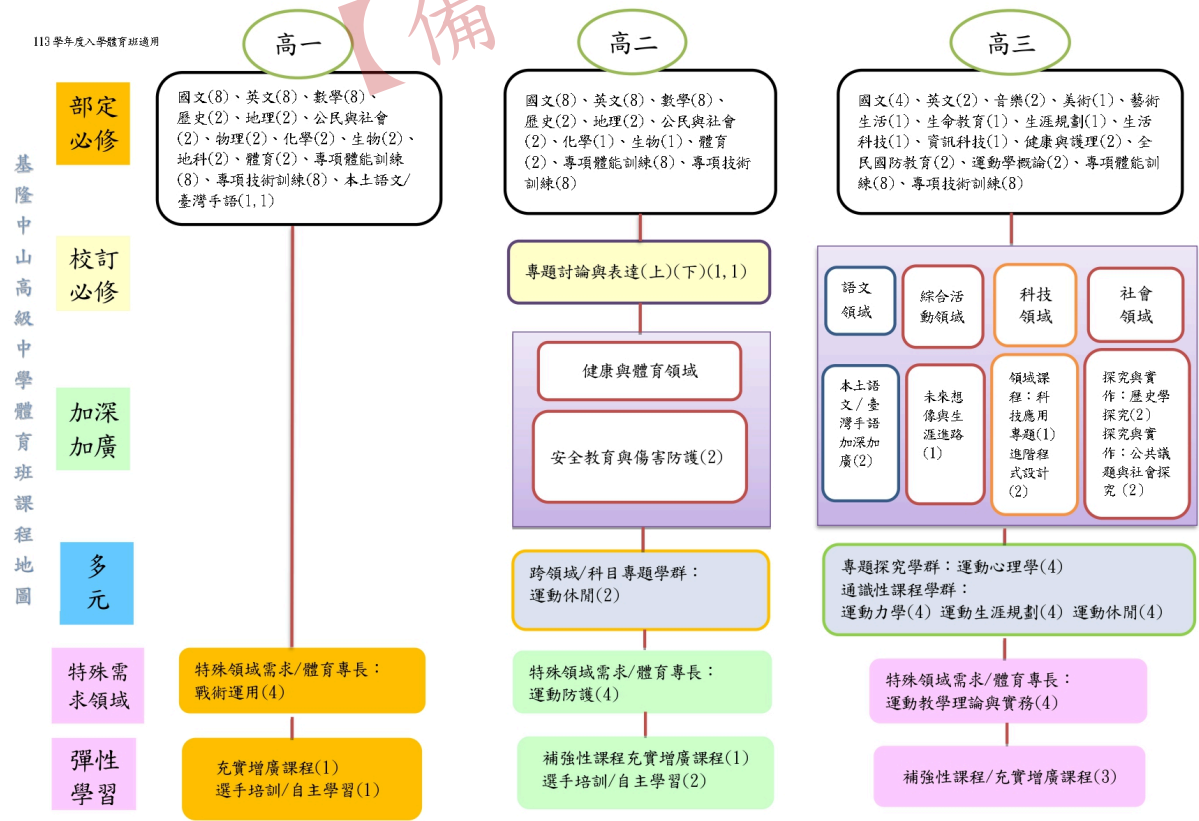 113 學年度入學體育班適用
【備
高一
高二
高三
基隆中山高級中學體育班課程地圖
部定
必修
國文(8)、英文(8)、數學(8)、
歷史(2)、地理(2)、公民與社會
(2)、物理(2)、化學(2)、生物(2)、
地科(2)、體育(2)、專項體能訓練
(8)、專項技術訓練(8)、本土語文/
臺灣手語(1,1)
國文(8)、英文(8)、數學(8)、
歷史(2)、地理(2)、公民與社會
(2)、化學(1)、生物(1)、體育
(2)、專項體能訓練(8)、專項技術
訓練(8)
國文(4)、英文(2)、音樂(2)、美術(1)、藝術
生活(1)、生命教育(1)、生涯規劃(1)、生活
科技(1)、資訊科技(1)、健康與護理(2)、全
民國防教育(2)、運動學概論(2)、專項體能訓
練(8)、專項技術訓練(8)
校訂
必修
專題討論與表達(上)(下)(1,1)
語文
領域
綜合活
動領域
科技
領域
社會
領域
加深
加廣
健康與體育領域
安全教育與傷害防護(2)
本土語
文／臺
灣手語
加深加
廣(2)
未來想
像與生
涯進路
(1)
領域課
程：科
技應用
專題(1)
進階程
式設計
(2)
探究與實
作：歷史學
探究(2)
探究與實
作：公共議
題與社會探
究 (2)
多
元
跨領域/科目專題學群：
運動休閒(2)
專題探究學群：運動心理學(4)
通識性課程學群：
運動力學(4) 運動生涯規劃(4) 運動休閒(4)
特殊需
求領域
特殊領域需求/體育專長：
戰術運用(4)
特殊領域需求/體育專長：
運動防護(4)
特殊領域需求/體育專長：
運動教學理論與實務(4)
彈性
學習
充實增廣課程(1)
選手培訓/自主學習(1)
補強性課程充實增廣課程(1)
選手培訓/自主學習(2)
補強性課程/充實增廣課程(3)